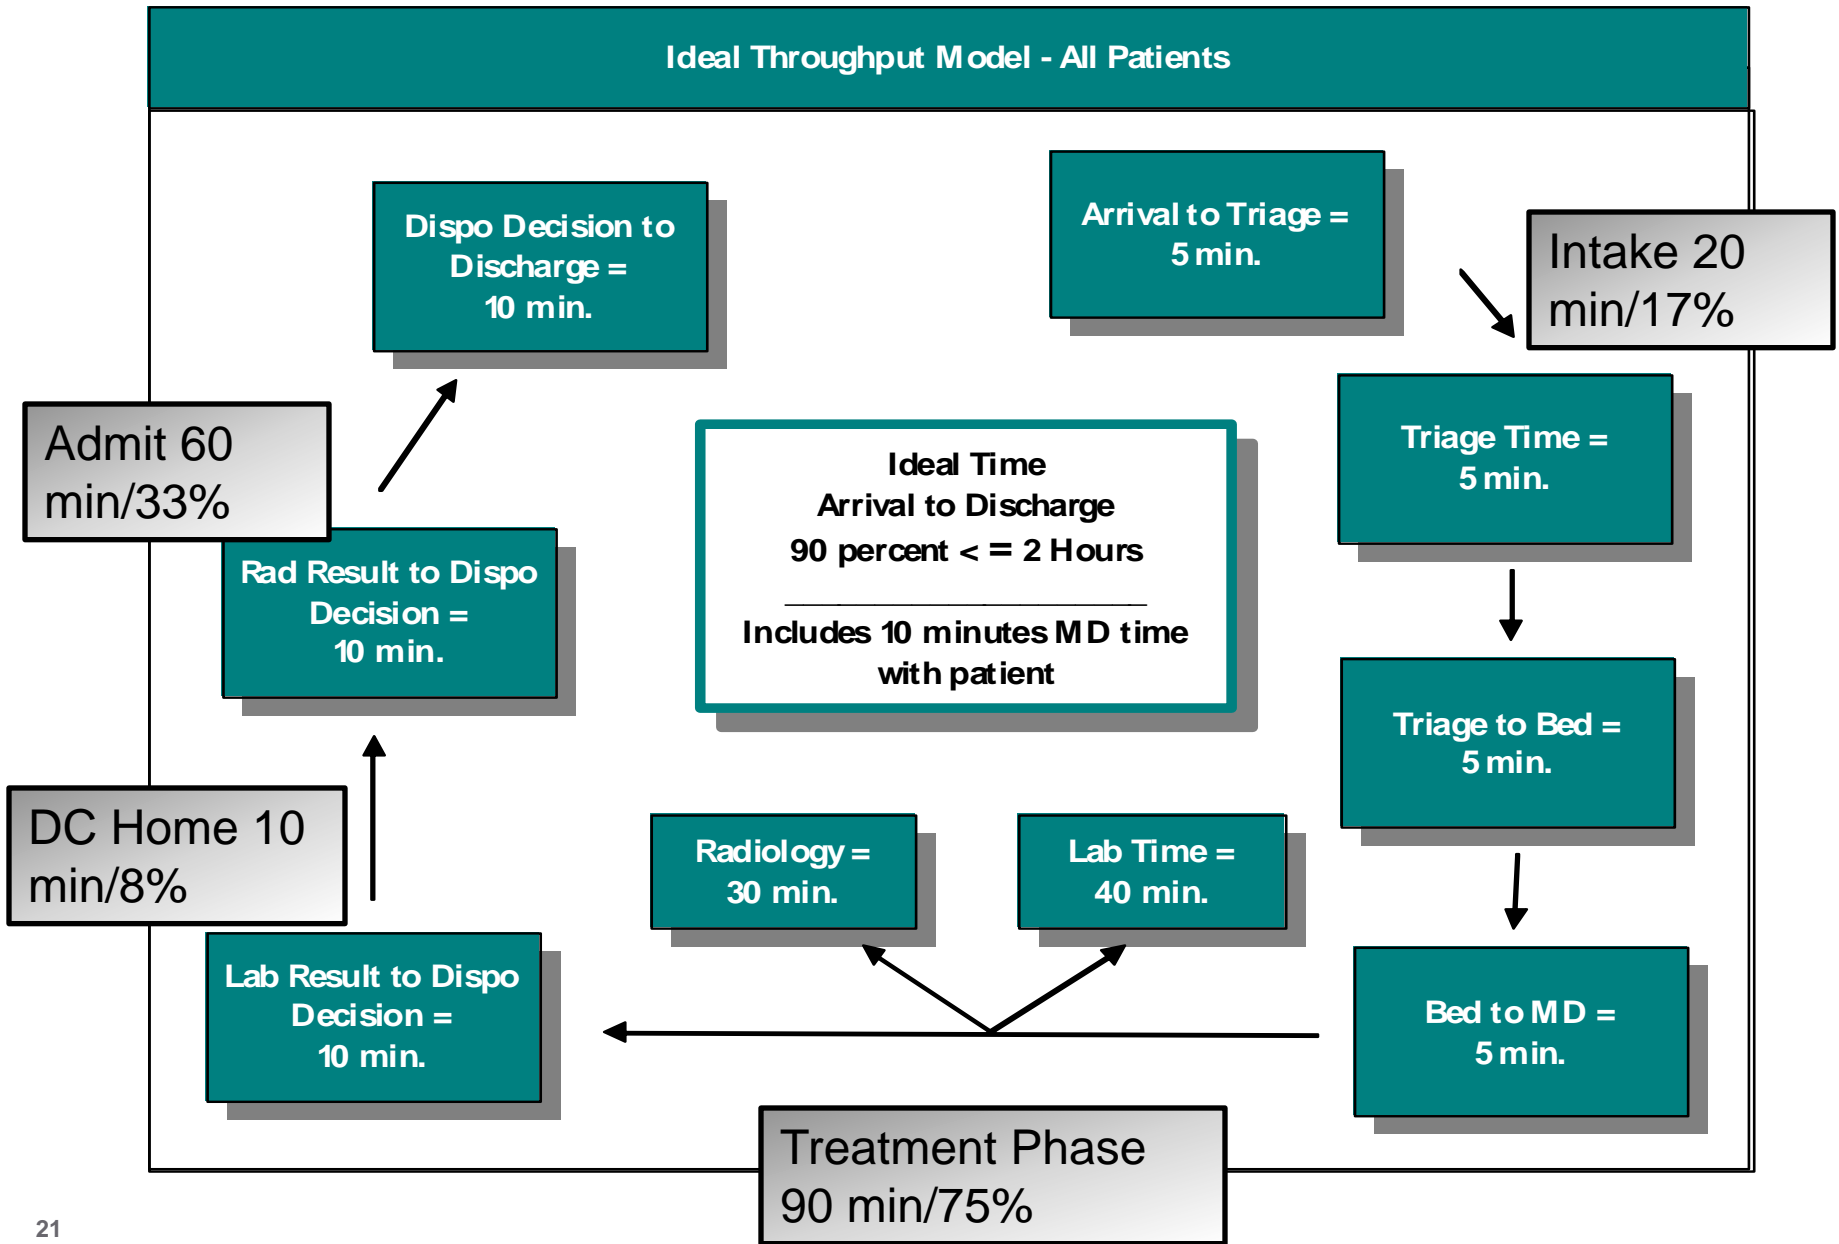 Ideal Throughput Model - All Patients
Arrival to Triage =
5 min.
Intake 20
min/17%
Triage Time =
5 min.
Triage to Bed =
5 min.
Bed to MD =
5 min.
Lab Time =
40 min.
Radiology =
30 min.
Treatment Phase
90 min/75%
Lab Result to Dispo
Decision =
10 min.
DC Home 10
min/8%
Rad Result to Dispo
Decision =
10 min.
Admit 60
min/33%
Dispo Decision to
Discharge =
10 min.
Ideal Time
Arrival to Discharge
90 percent < = 2 Hours
Includes 10 minutes MD time
with patient
21